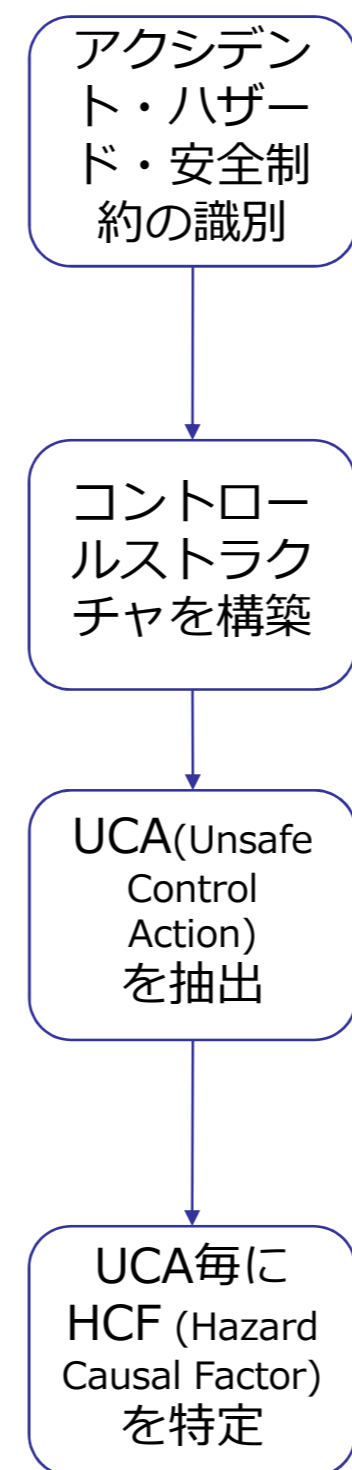 アクシデン
ト・ハザー
ド・安全制
約の識別
コントロー
ルストラク
チャを構築
UCA(Unsafe
Control
Action)
を抽出
UCA毎に
HCF (Hazard
Causal Factor)
を特定